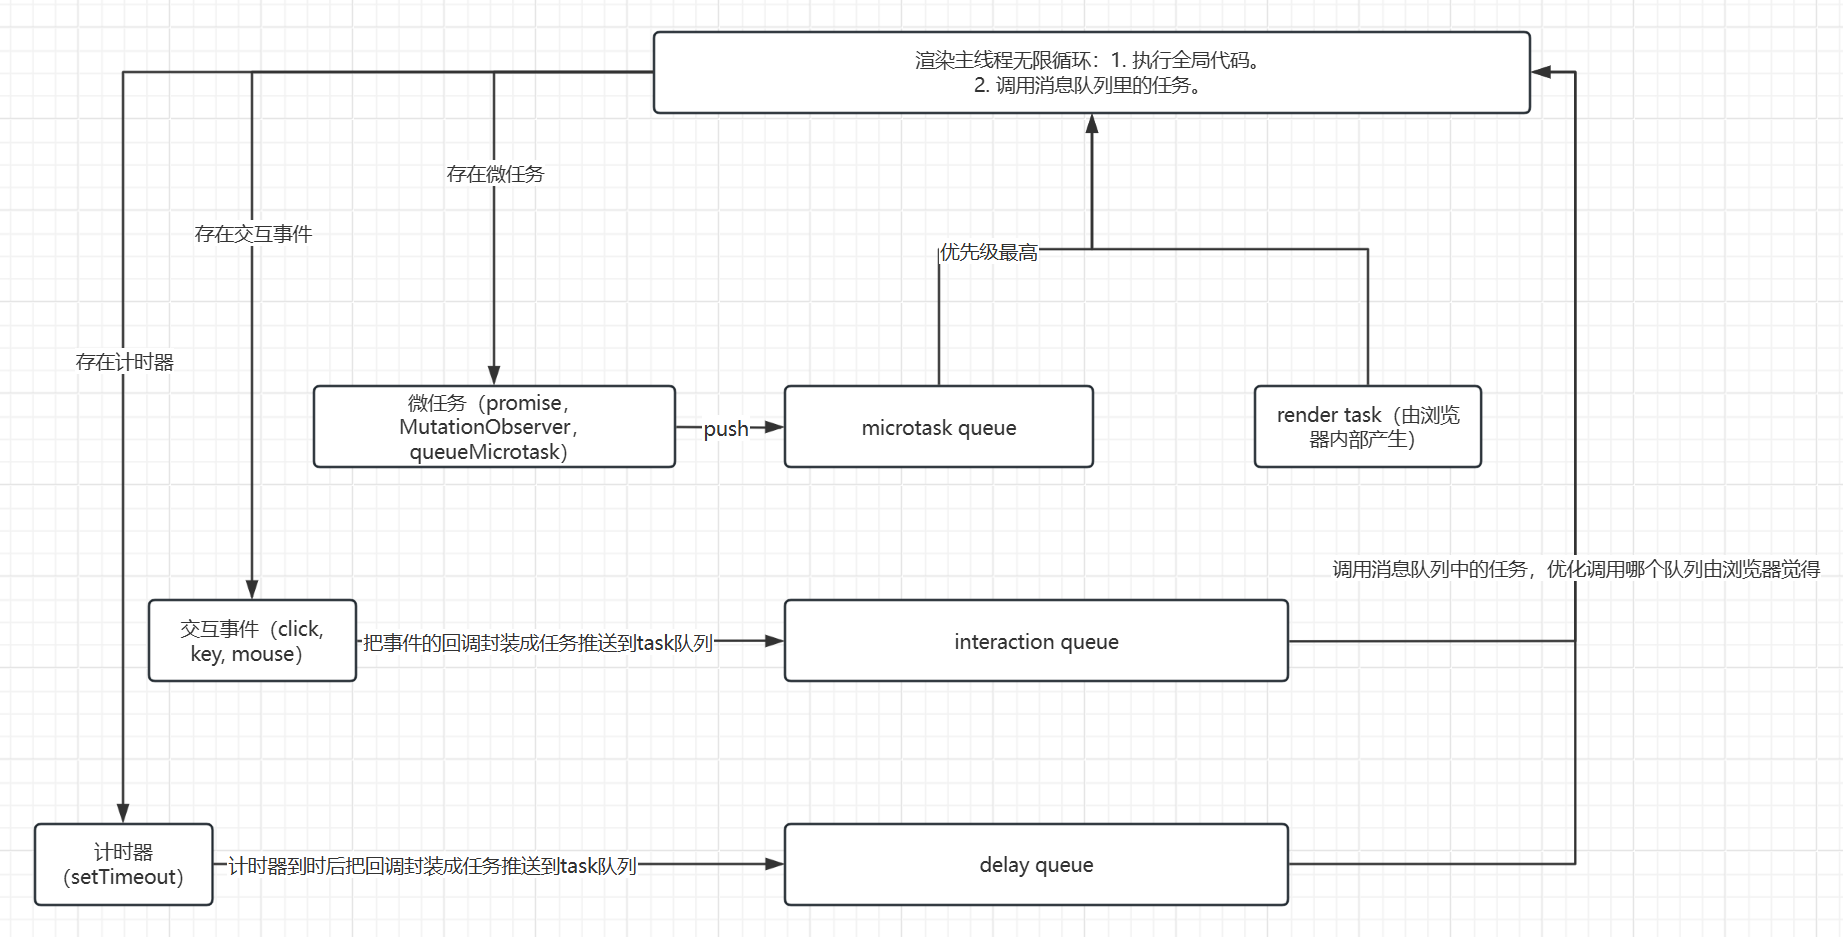 渲染主线程无限循环：1. 执行全局代码。
2. 调用消息队列里的任务。
存在微任务
存在交互事件
优先级最高
存在计时器
微任务（promise，
MutationObserver，
queueMicrotask）
push
microtask queue
render task（由浏览
器内部产生）
调用消息队列中的任务，优化调用哪个队列由浏览器觉得
交互事件（click,
key, mouse）
把事件的回调封装成任务推送到task队列
interaction queue
计时器
（setTimeout）
计时器到时后把回调封装成任务推送到task队列
delay queue